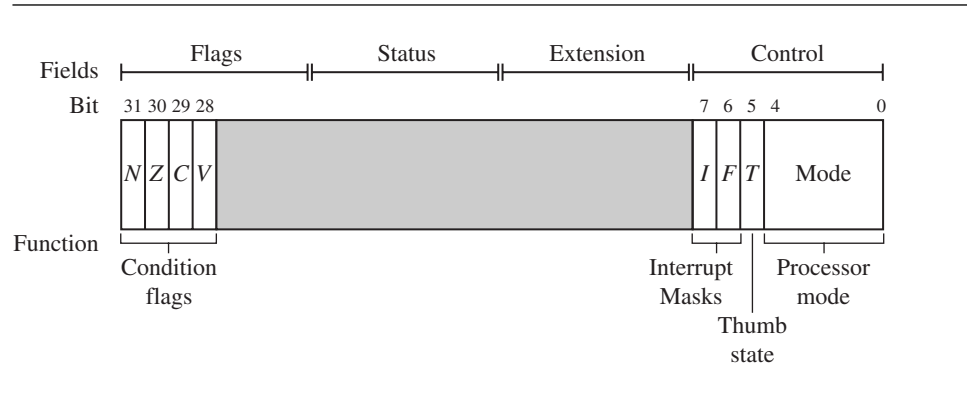 Fields Flags Status Extension Control
Bit 31 30 29 28 7 6 5 4 0
N Z C V I F T Mode
Function
Condition flags
Interrupt Masks
Processor mode
Thumb state